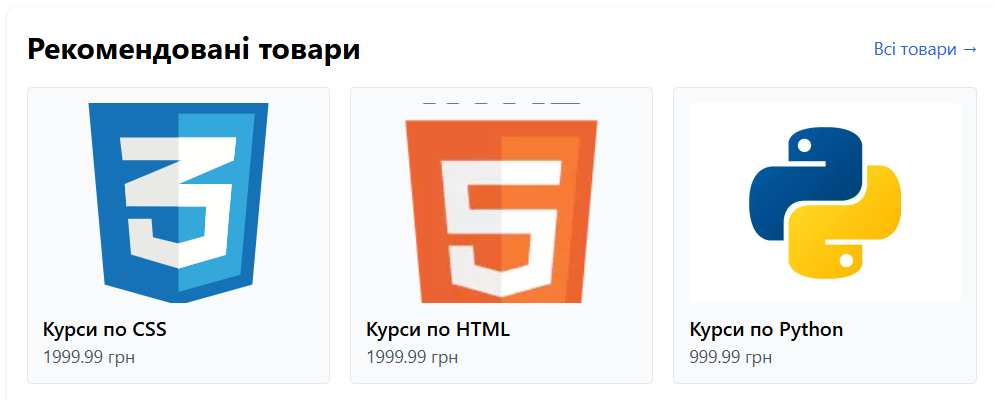 Рекомендовані товари
Всі товари →
Курси по CSS
1999.99 грн
Курси по HTML
1999.99 грн
Курси по Python
999.99 грн